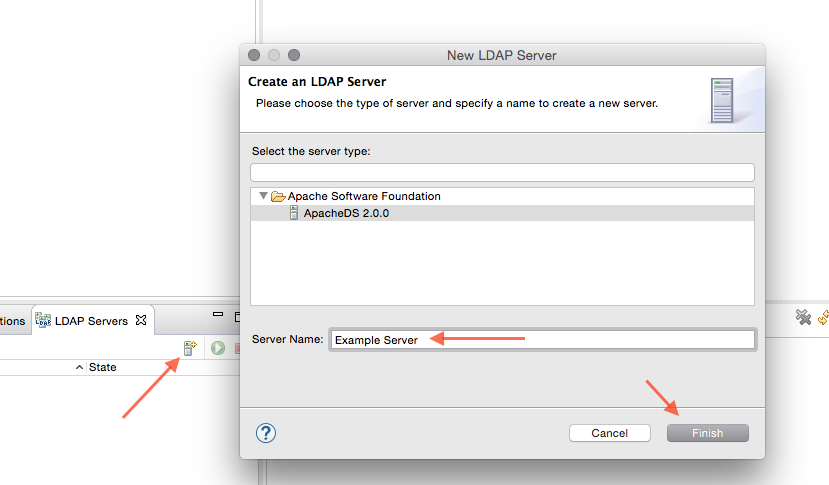 New LDAP Server
Create an LDAP Server
Please choose the type of server and specify a name to create a new server.
Select the server type:
Apache Software Foundation
ApacheDS 2.0.0
tions
LDAP Servers
Server Name:
Example Server
State
?
Cancel
Finish